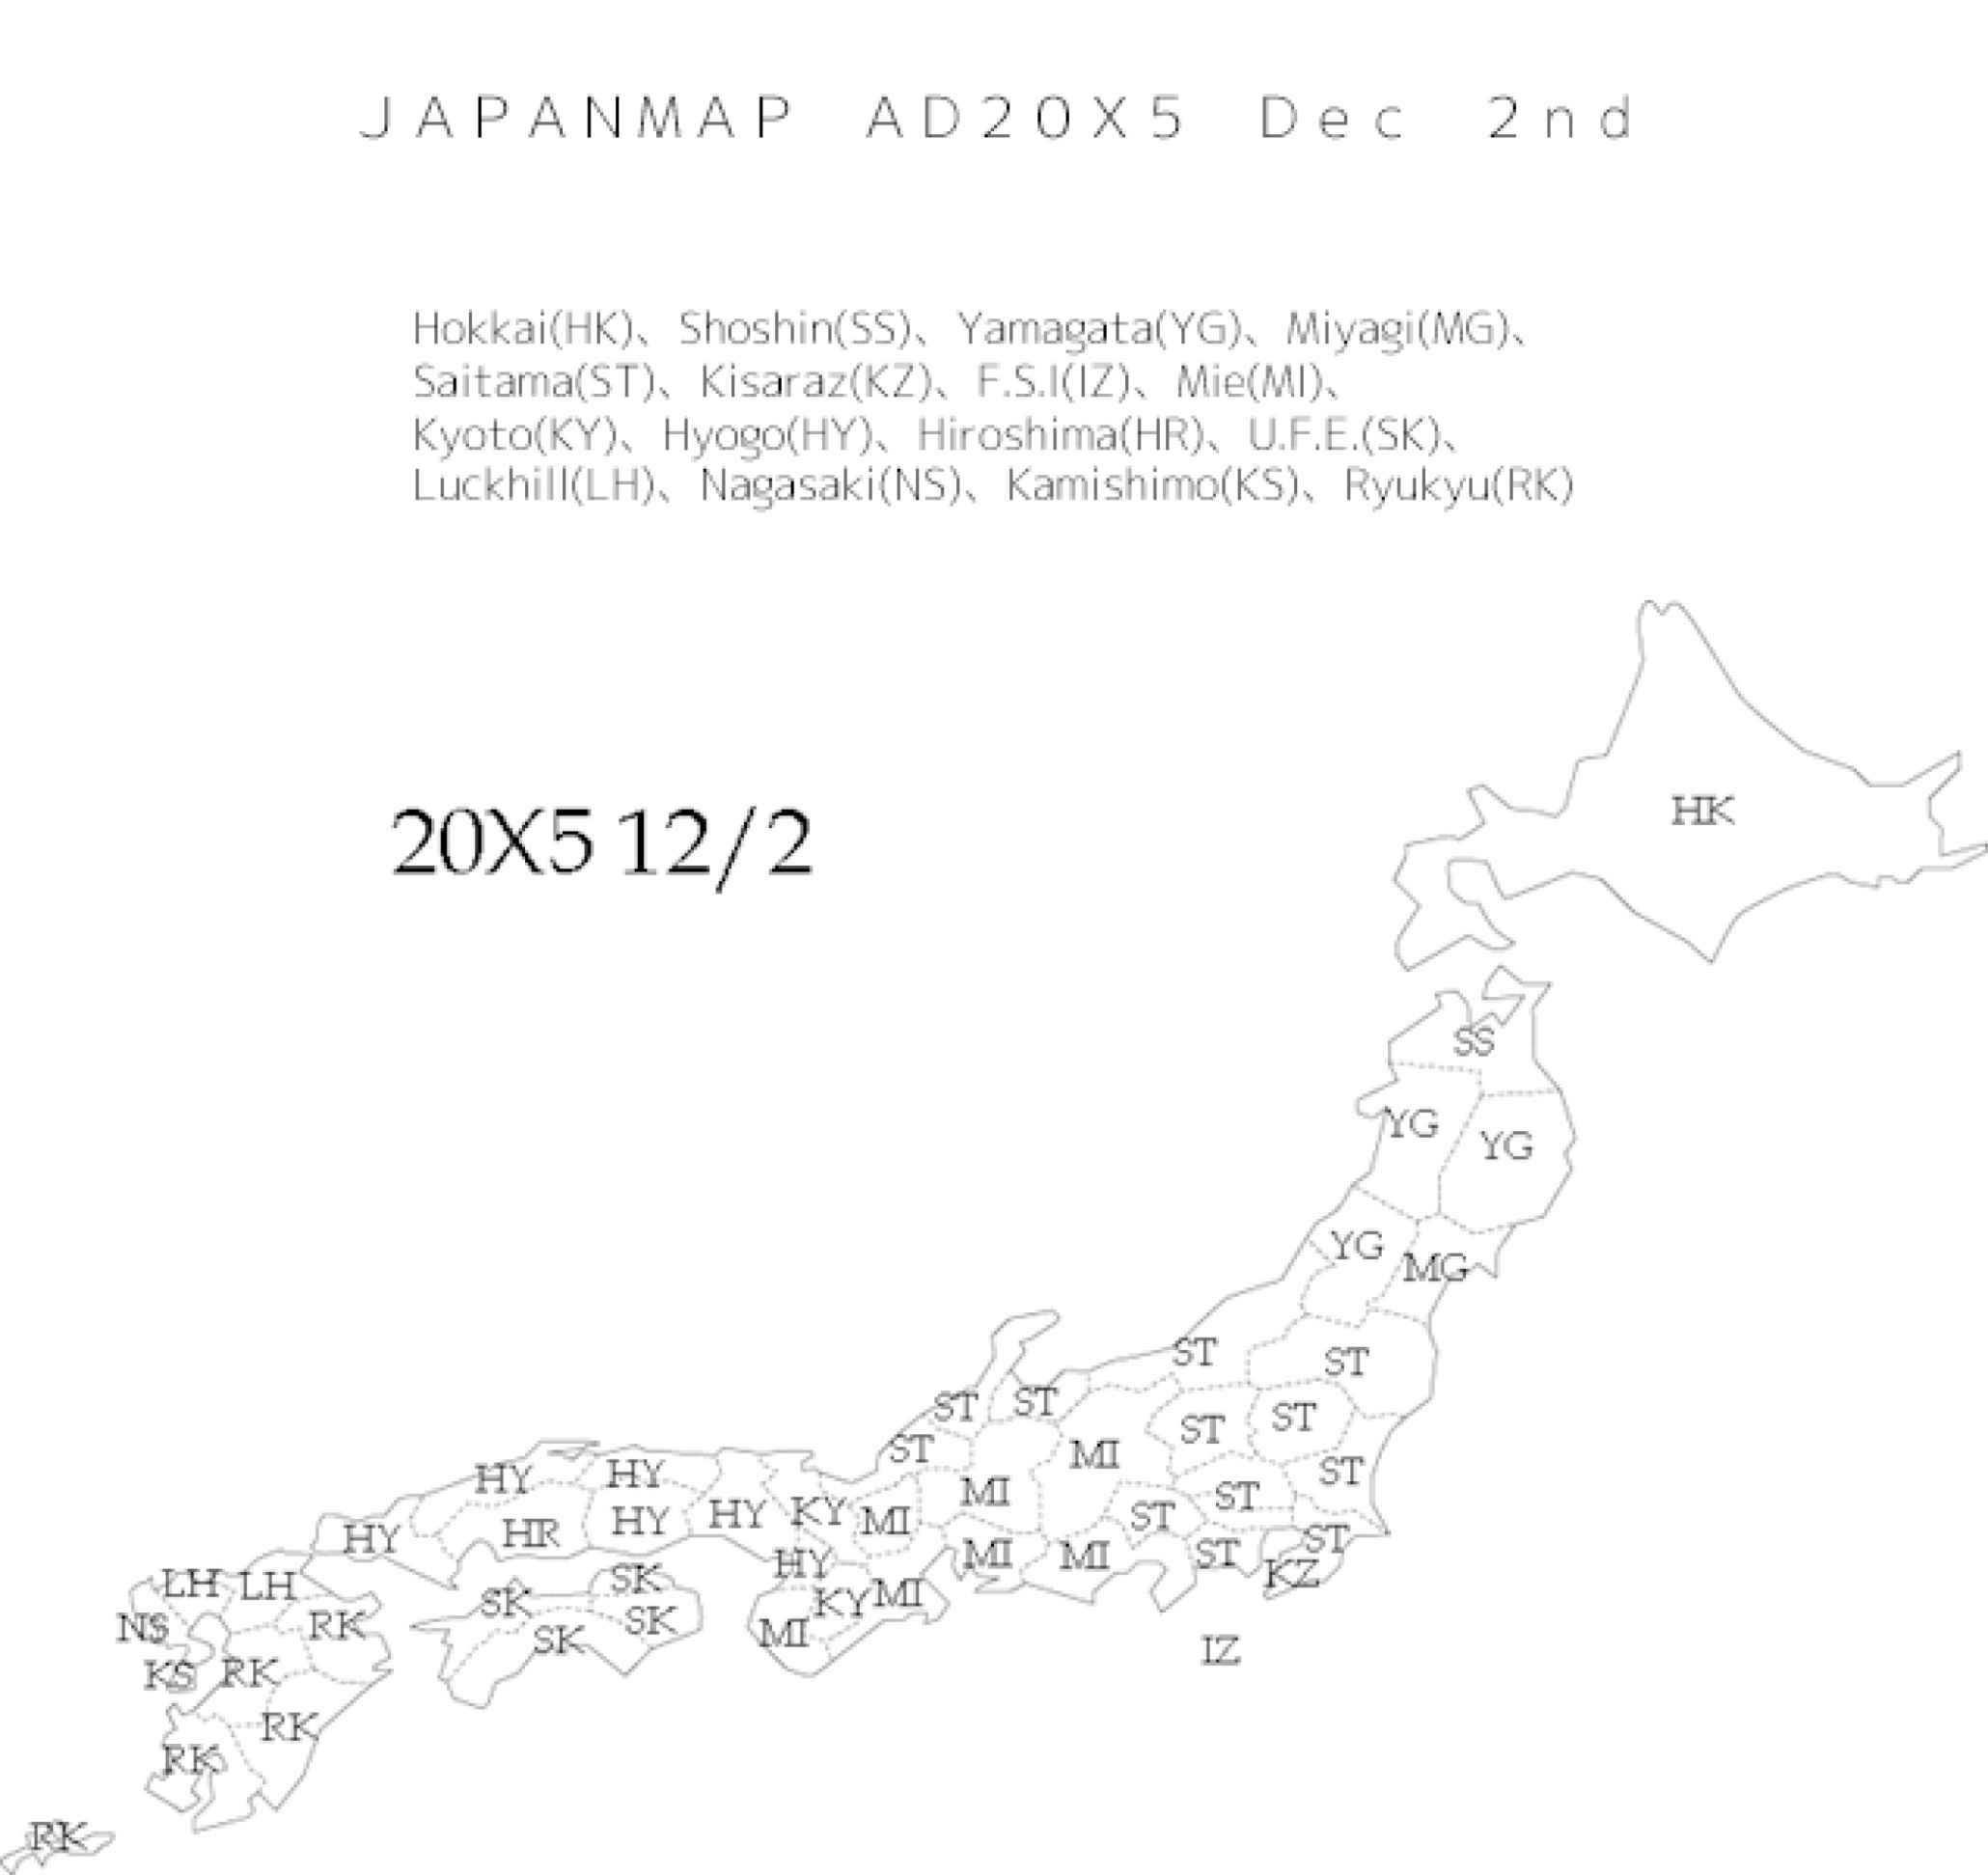 JAPANMAP AD20X5 Dec 2nd
Hokkai(HK)、Shoshin(SS)、Yamagata(YG)、Miyagi(MG)、
Saitama(ST)、Kisaraz(KZ)、F.S.I(IZ)、Mie(MI)、
Kyoto(KY)、Hyogo(HY)、Hiroshima(HR)、U.F.E.(SK)、
Luckhill(LH)、Nagasaki(NS)、Kamishimo(KS)、Ryukyu(RK)
20X5 12/2
HK
SS
YG
YG
YG
MG
ST
ST
ST
ST
ST
ST
ST
MI
ST
HY
HY
MI
ST
ST
HY
HY
HY
KY
MI
HR
ST
ST
HY
MI
MI
ST
HY
KZ
LH
LH
SK
SK
KY
MI
NS
RK
SK
SK
MI
IZ
KS
RK
RK
RK
RK